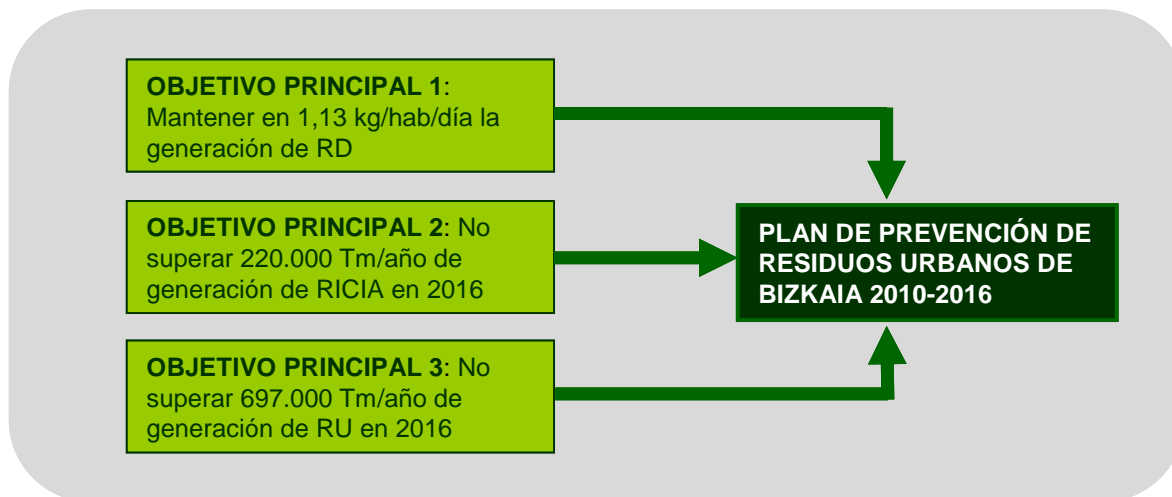 OBJETIVO PRINCIPAL 1:
Mantener en 1,13 kg/hab/día la
generación de RD
OBJETIVO PRINCIPAL 2: No
superar 220.000 Tm/año de
generación de RICIA en 2016
OBJETIVO PRINCIPAL 3: No
superar 697.000 Tm/año de
generación de RU en 2016
PLAN DE PREVENCIÓN DE
RESIDUOS URBANOS DE
BIZKAIA 2010-2016